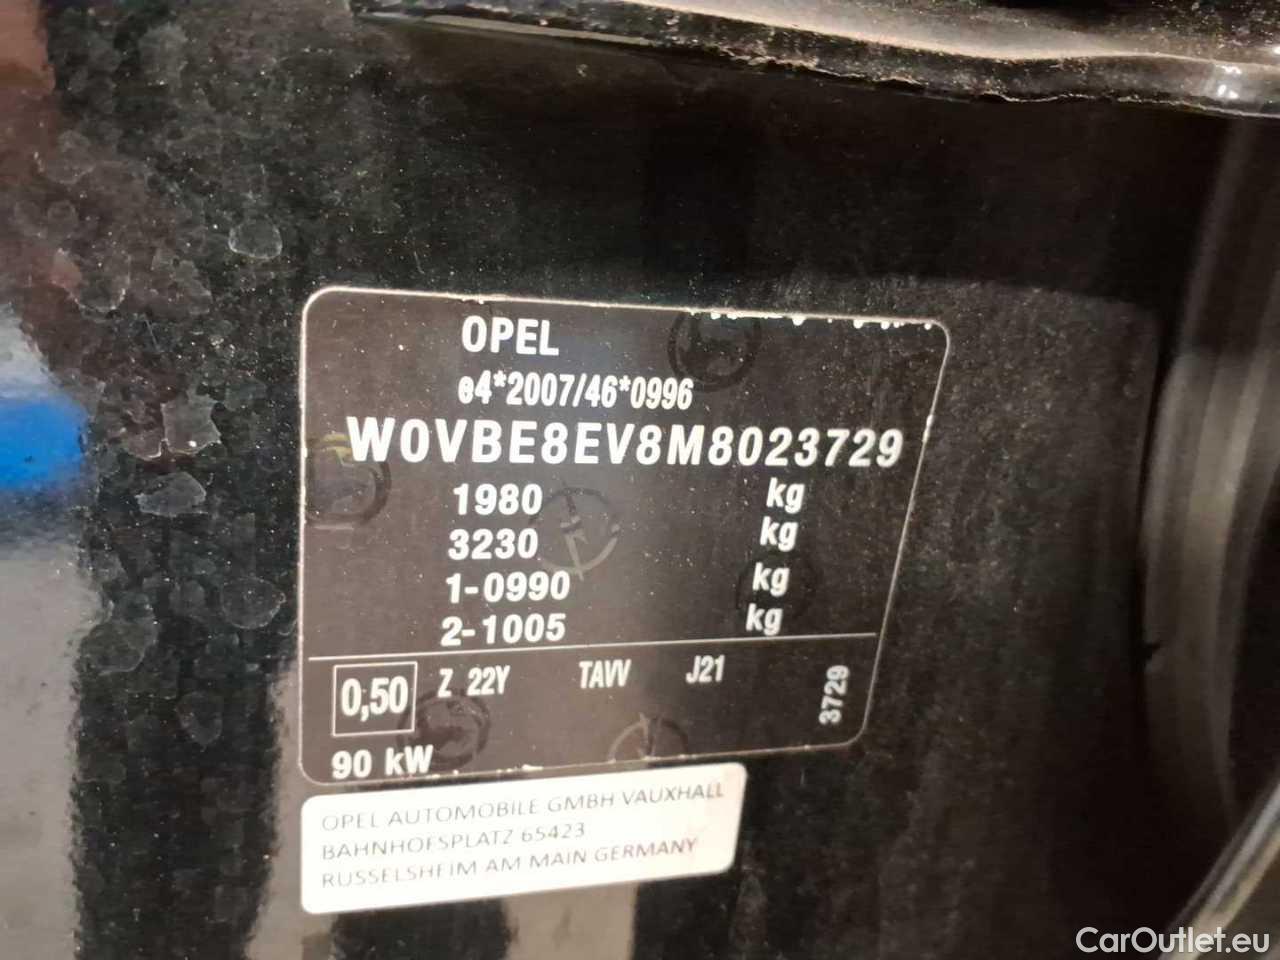 OPEL
e4*2007/46*0996
W0VBE8EV8M8023729
1980 kg
3230 kg
1-0990 kg
2-1005 kg
0,50 Z 22Y TAVV J21 3729
90 kW
OPEL AUTOMOBILE GMBH VAUXHALL
BAHNHOFSPLATZ 65423
RUSSELSHEIM AM MAIN GERMANY
CarOutlet.eu